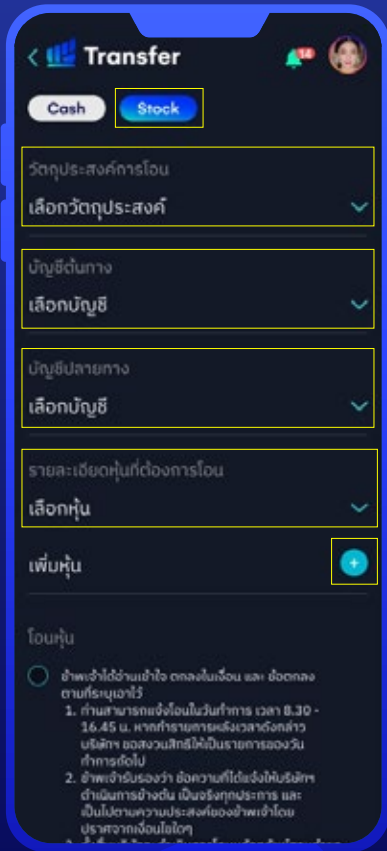 Transfer
14
Cash
Stock
วัตถุประสงค์การโอน
เลือกวัตถุประสงค์
บัญชีต้นทาง
เลือกบัญชี
บัญชีปลายทาง
เลือกบัญชี
รายละเอียดหุ้นที่ต้องการโอน
เลือกหุ้น
เพิ่มหุ้น
โอนหุ้น
ข้าพเจ้าได้อ่านเข้าใจ ตกลงในเงื่อน และ ข้อตกลง
ตามที่ระบุเอาไว้
1. ท่านสามารถแจ้งโอนในวันทำการ เวลา 8.30 -
16.45 น. หากทำรายการหลังเวลาดังกล่าว
บริษัทฯ ขอสงวนสิทธิให้เป็นรายการของวัน
ทำการถัดไป
2. ข้าพเจ้ารับรองว่า ข้อความที่ได้แจ้งให้บริษัทฯ
ดำเนินการข้างต้น เป็นจริงทุกประการ และ
เป็นไปตามความประสงค์ของข้าพเจ้าโดย
ปราศจากเงื่อนไขใดๆ